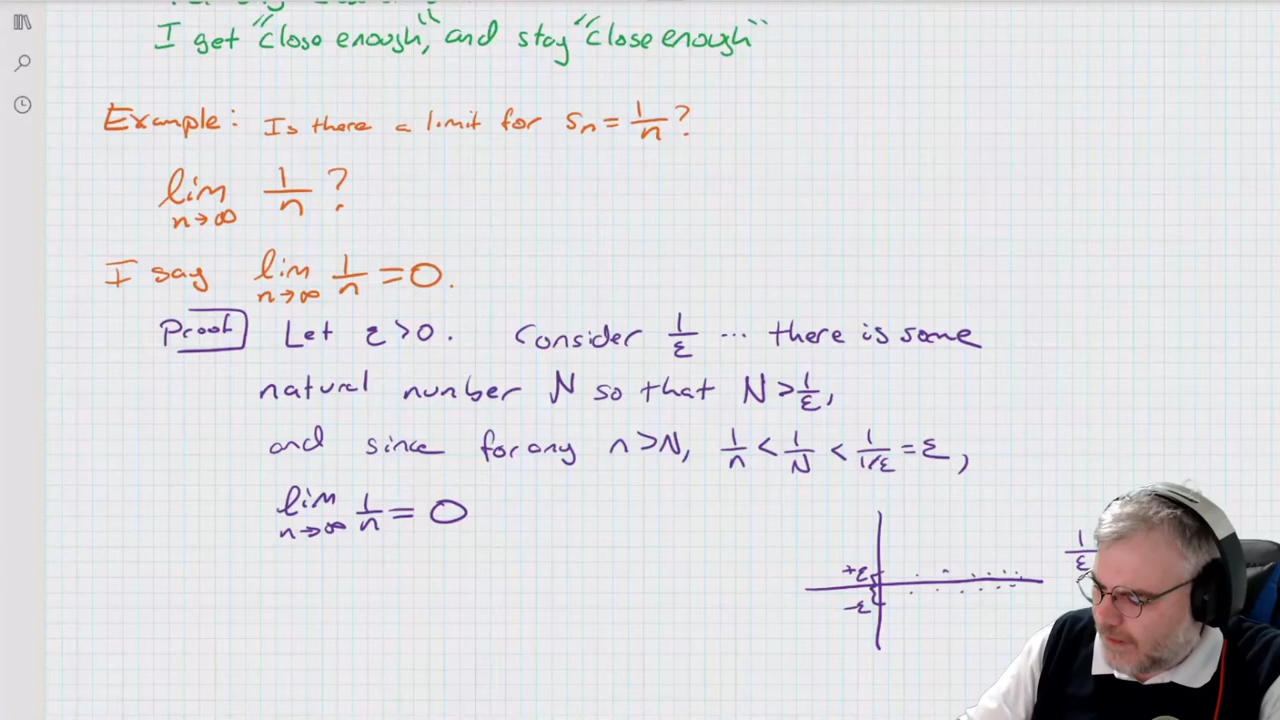 I get "close enough", and stay "close enough"
Example: Is there a limit for sₙ = 1/n?
lim n→∞ 1/n?
I say lim n→∞ 1/n = 0.
Proof Let ε > 0. Consider 1/ε ... there is some
natural number N so that N > 1/ε,
and since for any n > N, 1/n < 1/N < 1/1/ε = ε,
lim n→∞ 1/n = 0
1/ε
+ε
-ε